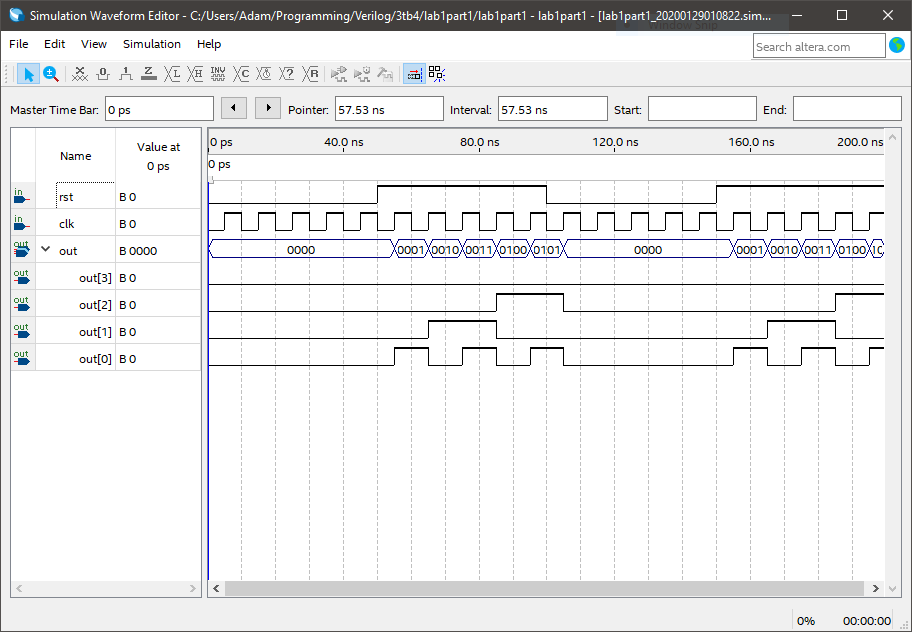 Simulation Waveform Editor - C:/Users/Adam/Programming/Verilog/3tb4/lab1part1/lab1part1 - lab1part1 - [lab1part1_20200129010822.sim...
File Edit View Simulation Help
Search altera.com
Master Time Bar: 0 ps Pointer: 57.53 ns Interval: 57.53 ns Start: End:
Name Value at 0 ps
0 ps 40.0 ns 80.0 ns 120.0 ns 160.0 ns 200.0 ns
0 ps
in rst B 0
in clk B 0
out out B 0000 0000 0001 0010 0011 0100 0101 0000 0001 0010 0011 0100
out out[3] B 0
out out[2] B 0
out out[1] B 0
out out[0] B 0
0% 00:00:00